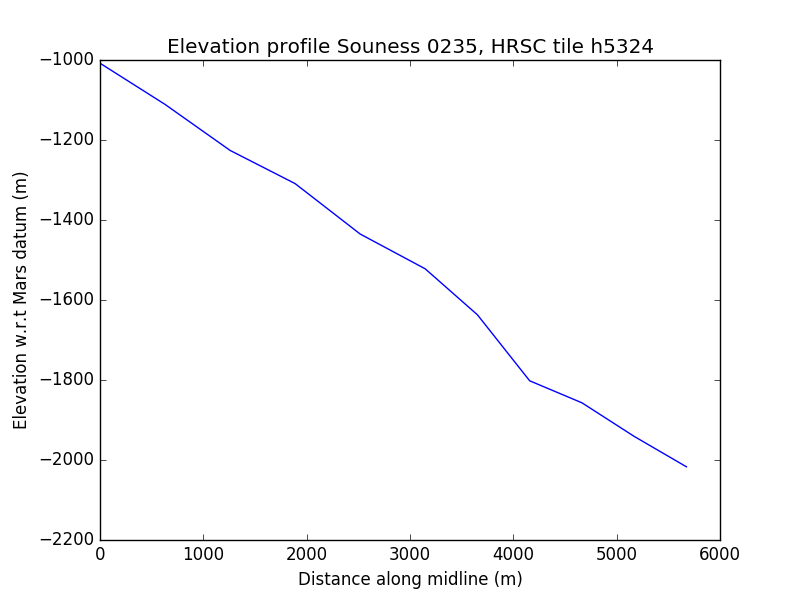 Elevation profile Souness 0235, HRSC tile h5324
−1000
−1200
−1400
−1600
−1800
−2000
−2200
Elevation w.r.t Mars datum (m)
0 1000 2000 3000 4000 5000 6000
Distance along midline (m)